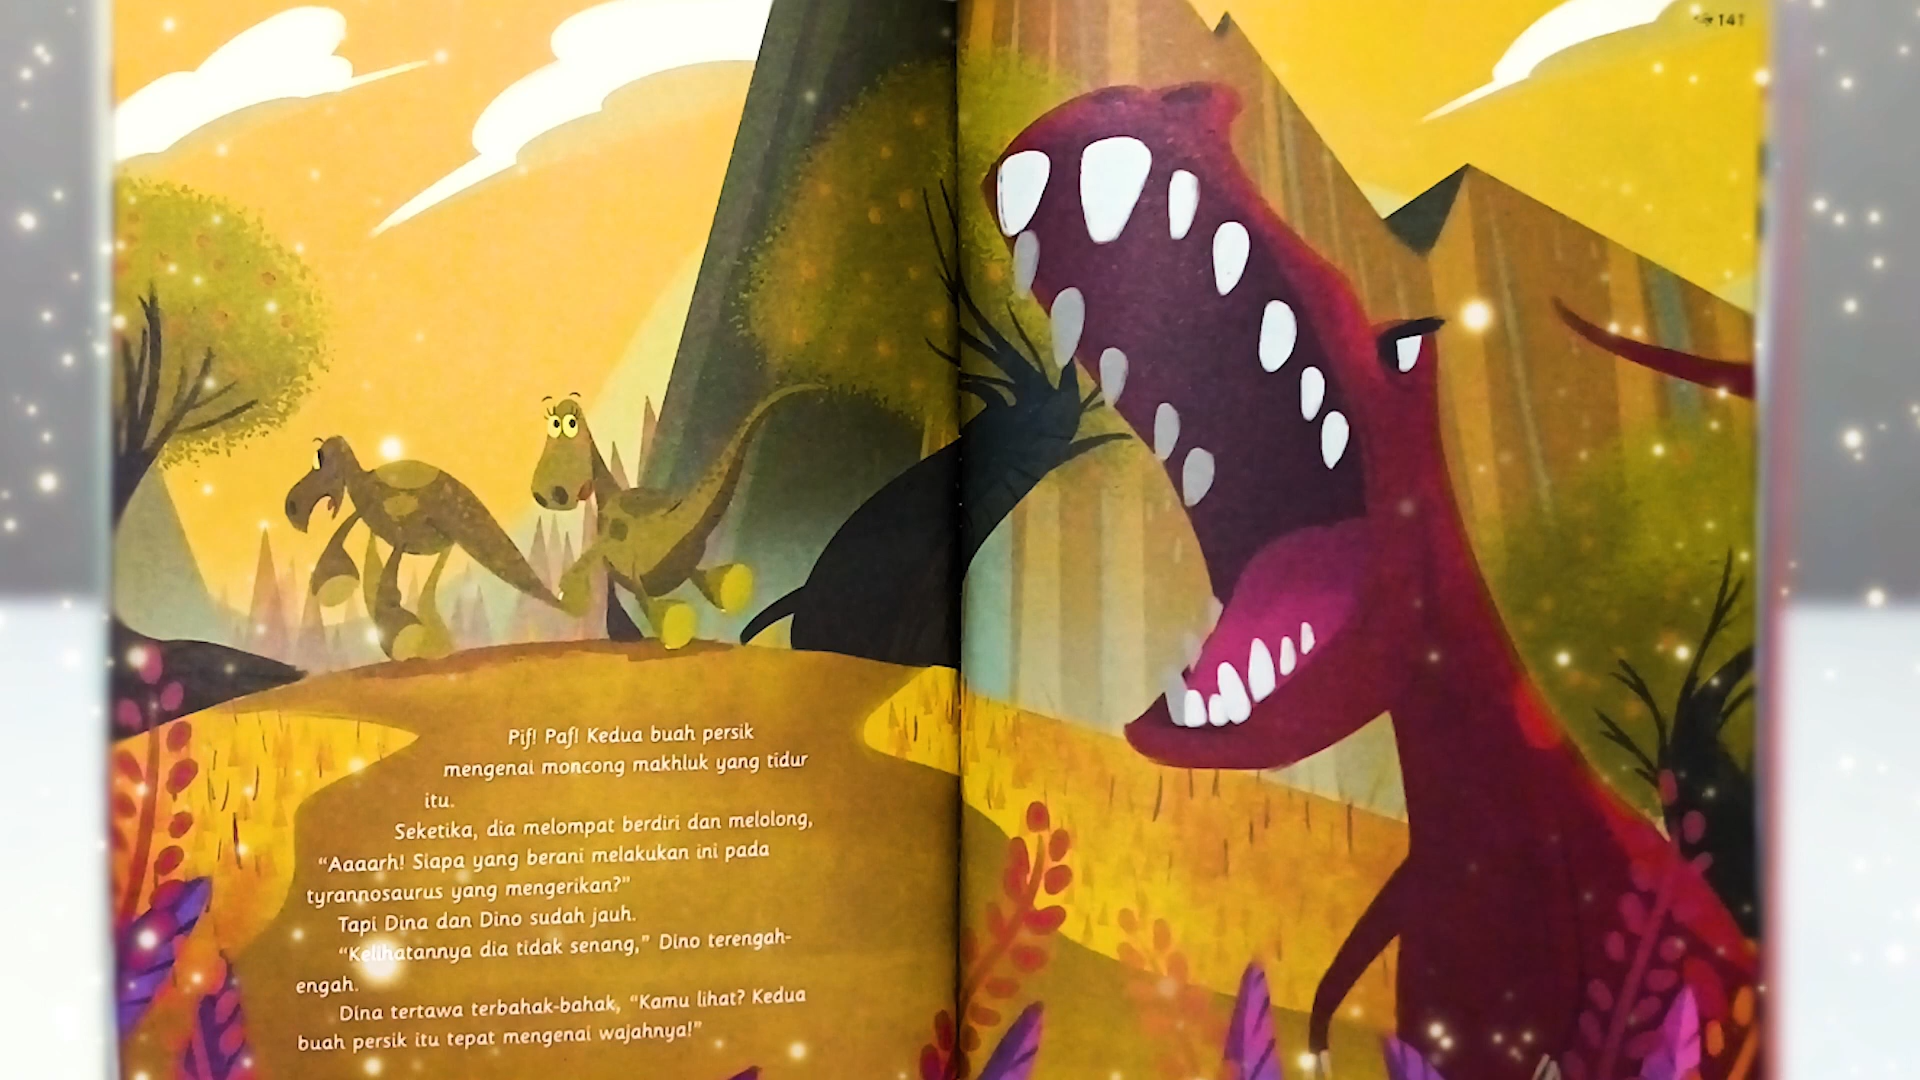 141
Pif! Paf! Kedua buah persik
mengenai moncong makhluk yang tidur
itu.
Seketika, dia melompat berdiri dan melolong,
“Aaaarh! Siapa yang berani melakukan ini pada
tyrannosaurus yang mengerikan?”
Tapi Dina dan Dino sudah jauh.
“Kelihatannya dia tidak senang,” Dino terengah-
engah.
Dina tertawa terbahak-bahak, “Kamu lihat? Kedua
buah persik itu tepat mengenai wajahnya!”